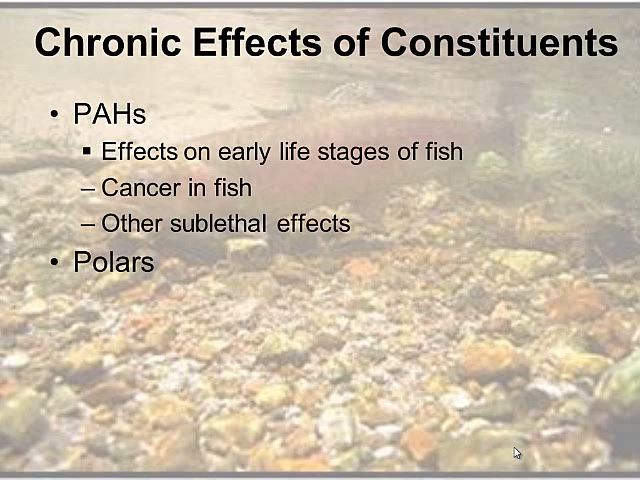 Chronic Effects of Constituents
• PAHs
▪ Effects on early life stages of fish
– Cancer in fish
– Other sublethal effects
• Polars